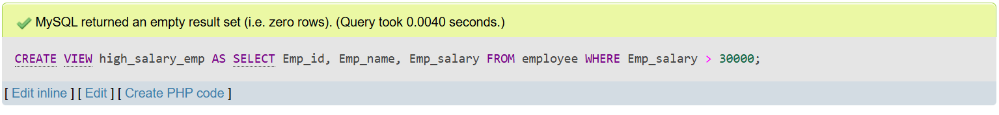 MySQL returned an empty result set (i.e. zero rows). (Query took 0.0040 seconds.)
CREATE VIEW high_salary_emp AS SELECT Emp_id, Emp_name, Emp_salary FROM employee WHERE Emp_salary > 30000;
[ Edit inline ] [ Edit ] [ Create PHP code ]